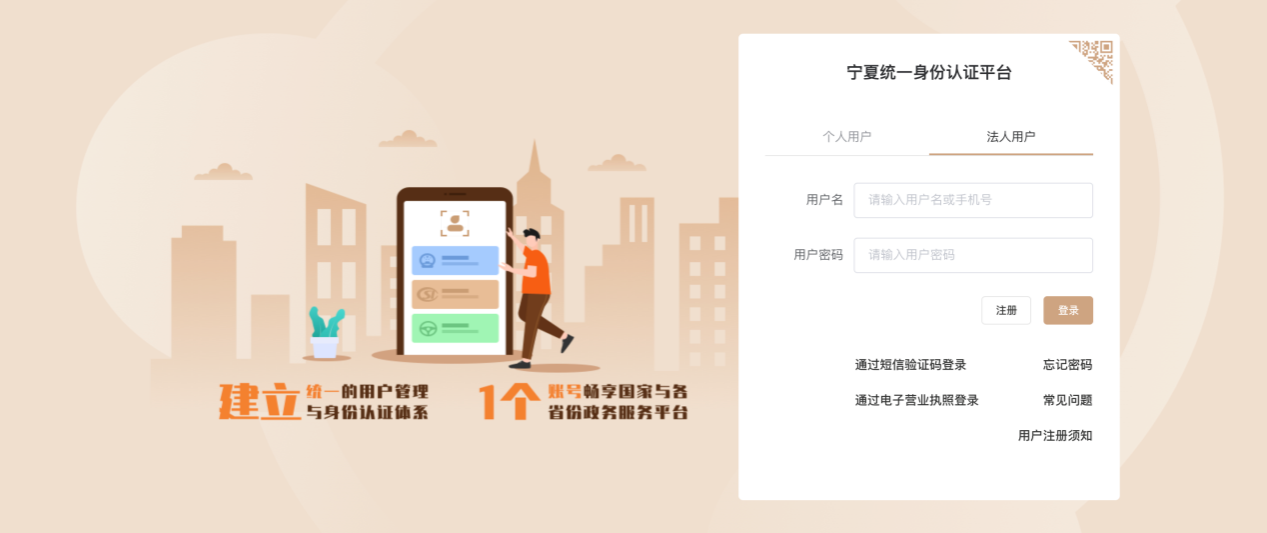 宁夏统一身份认证平台
个人用户
法人用户
用户名
请输入用户名或手机号
用户密码
请输入用户密码
注册
登录
通过短信验证码登录
忘记密码
通过电子营业执照登录
常见问题
用户注册须知
建立 统一的用户管理
与身份认证体系
1个 账号畅享国家与各
省份政务服务平台